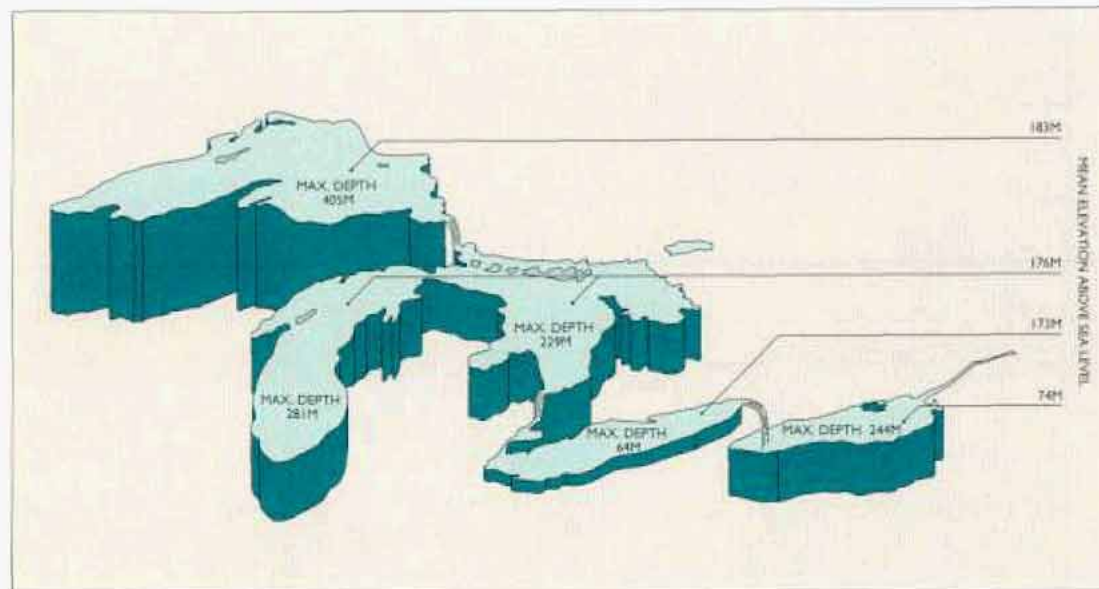 183M
MAX. DEPTH
405M
176M
MAX. DEPTH
229M
173M
MAX. DEPTH
281M
74M
MAX. DEPTH
64M
MAX. DEPTH 244M
MEAN ELEVATION ABOVE SEA LEVEL